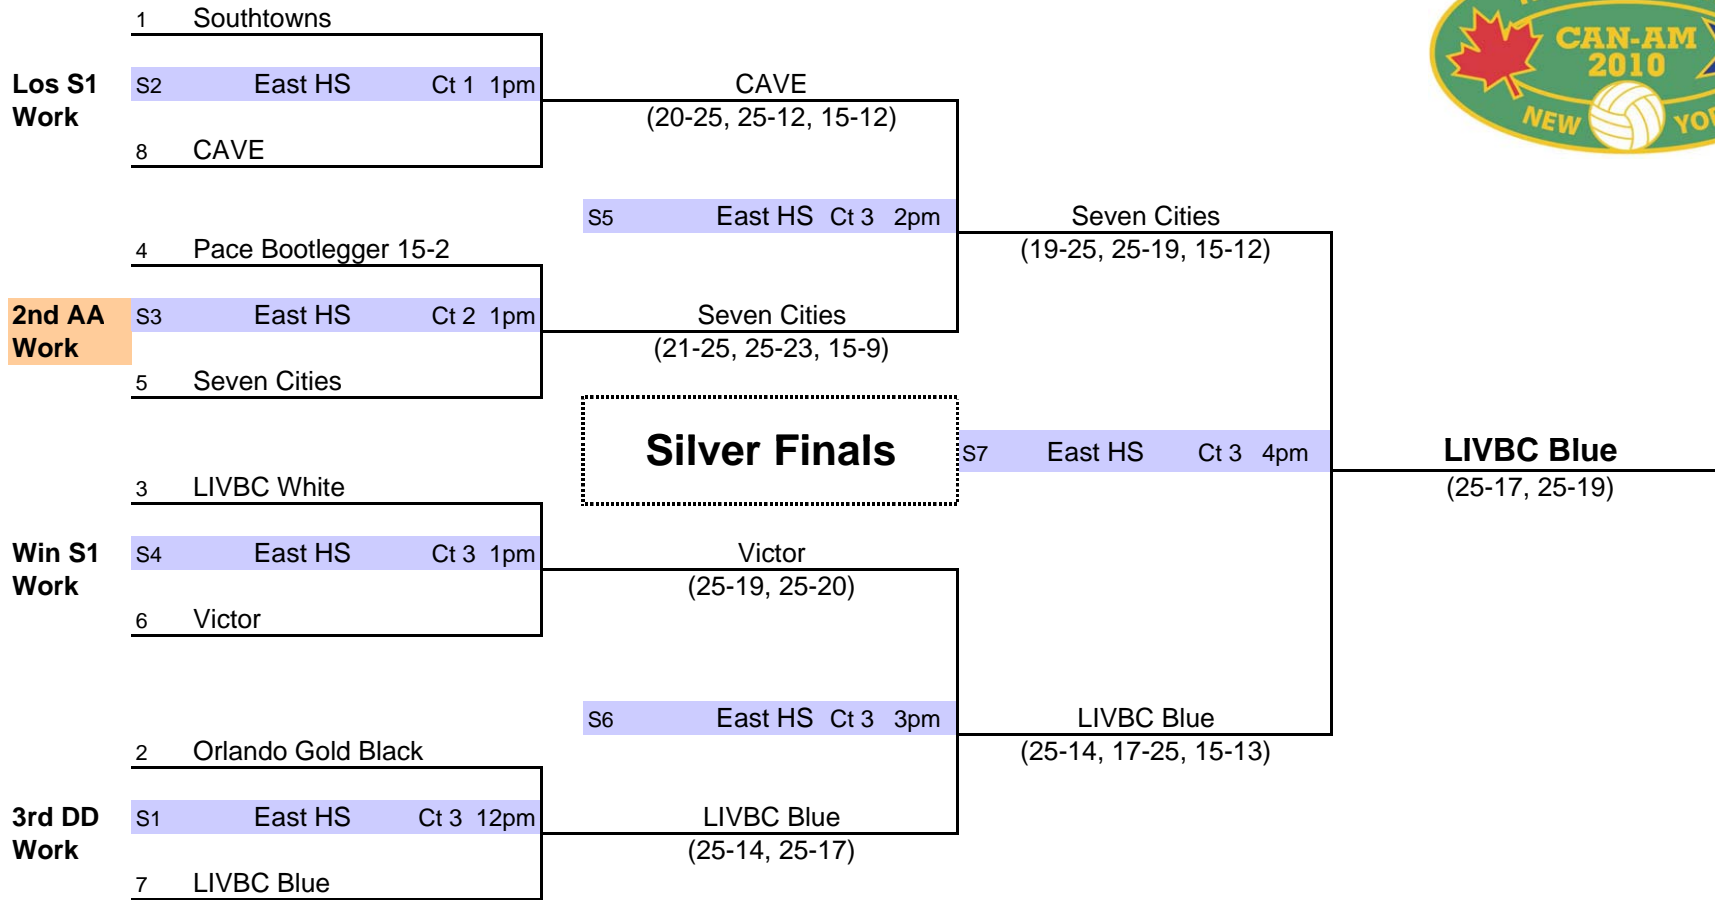 1 Southtowns
CAN-AM
2010
NEW
Los S1 S2 East HS Ct 1 1pm CAVE
Work (20-25, 25-12, 15-12)
8 CAVE
S5 East HS Ct 3 2pm Seven Cities
4 Pace Bootlegger 15-2 (19-25, 25-19, 15-12)
2nd AA S3 East HS Ct 2 1pm Seven Cities
Work (21-25, 25-23, 15-9)
5 Seven Cities
Silver Finals S7 East HS Ct 3 4pm LIVBC Blue
3 LIVBC White (25-17, 25-19)
Win S1 S4 East HS Ct 3 1pm Victor
Work (25-19, 25-20)
6 Victor
S6 East HS Ct 3 3pm LIVBC Blue
2 Orlando Gold Black (25-14, 17-25, 15-13)
3rd DD S1 East HS Ct 3 12pm LIVBC Blue
Work (25-14, 25-17)
7 LIVBC Blue